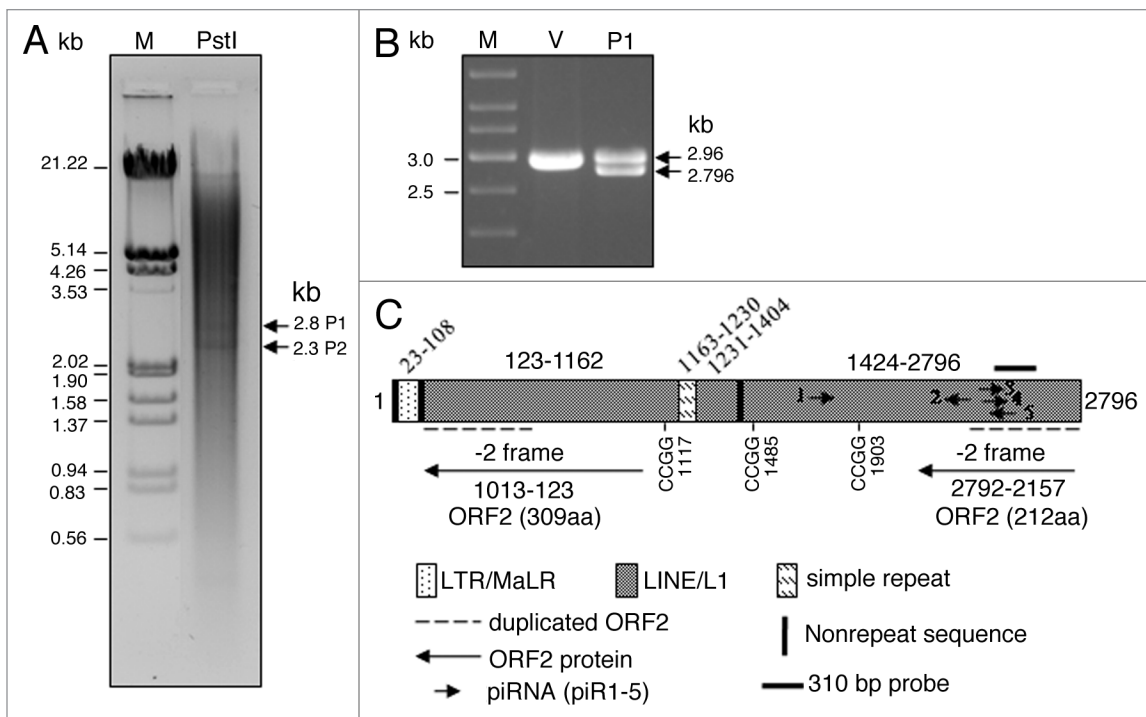 A kb M PstI
21.22
5.14
4.26
3.53
kb
2.8 P1
2.3 P2
2.02
1.90
1.58
1.37
0.94
0.83
0.56
B kb M V P1
kb
3.0
2.96
2.796
2.5
C
23-108
123-1162
1163-1230
1231-1404
1424-2796
1
1
2
3
4
5
2796
-2 frame
1013-123
ORF2 (309aa)
CCGG 1117
CCGG 1485
CCGG 1903
-2 frame
2792-2157
ORF2 (212aa)
LTR/MaLR
LINE/L1
simple repeat
duplicated ORF2
Nonrepeat sequence
ORF2 protein
piRNA (piR1-5)
310 bp probe